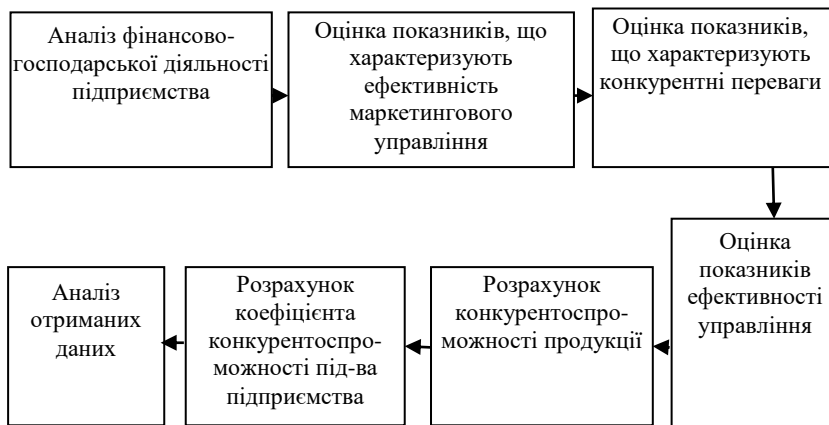 Аналіз фінансово-
господарської діяльності
підприємства
Оцінка показників, що
характеризують
ефективність
маркетингового
управління
Оцінка показників,
що характеризують
конкурентні переваги
Оцінка
показників
ефективності
управління
Розрахунок
конкурентоспро-
можності продукції
Розрахунок
коефіцієнта
конкурентоспро-
можності під-ва
підприємства
Аналіз
отриманих
даних